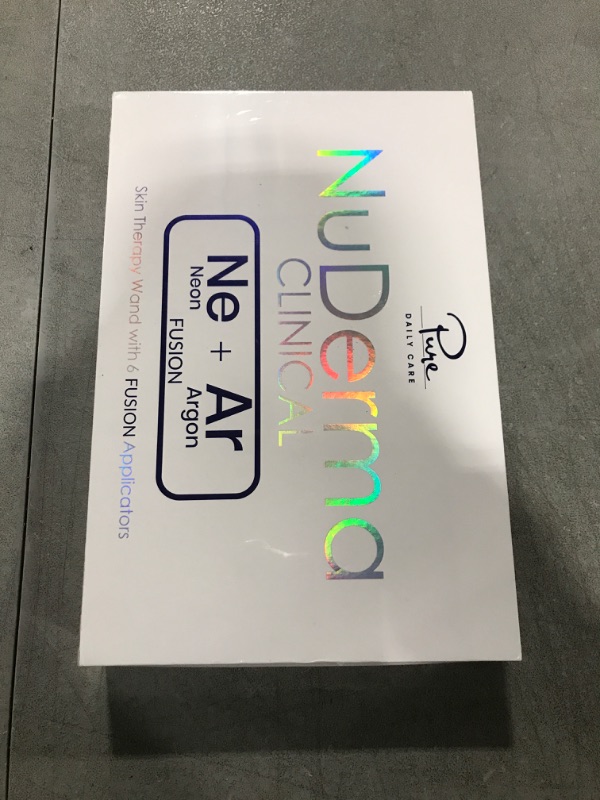 Pure
DAILY CARE
NuDerma
CLINICAL
Ne + Ar
Neon Argon
FUSION
Skin Therapy Wand with 6 FUSION Applicators